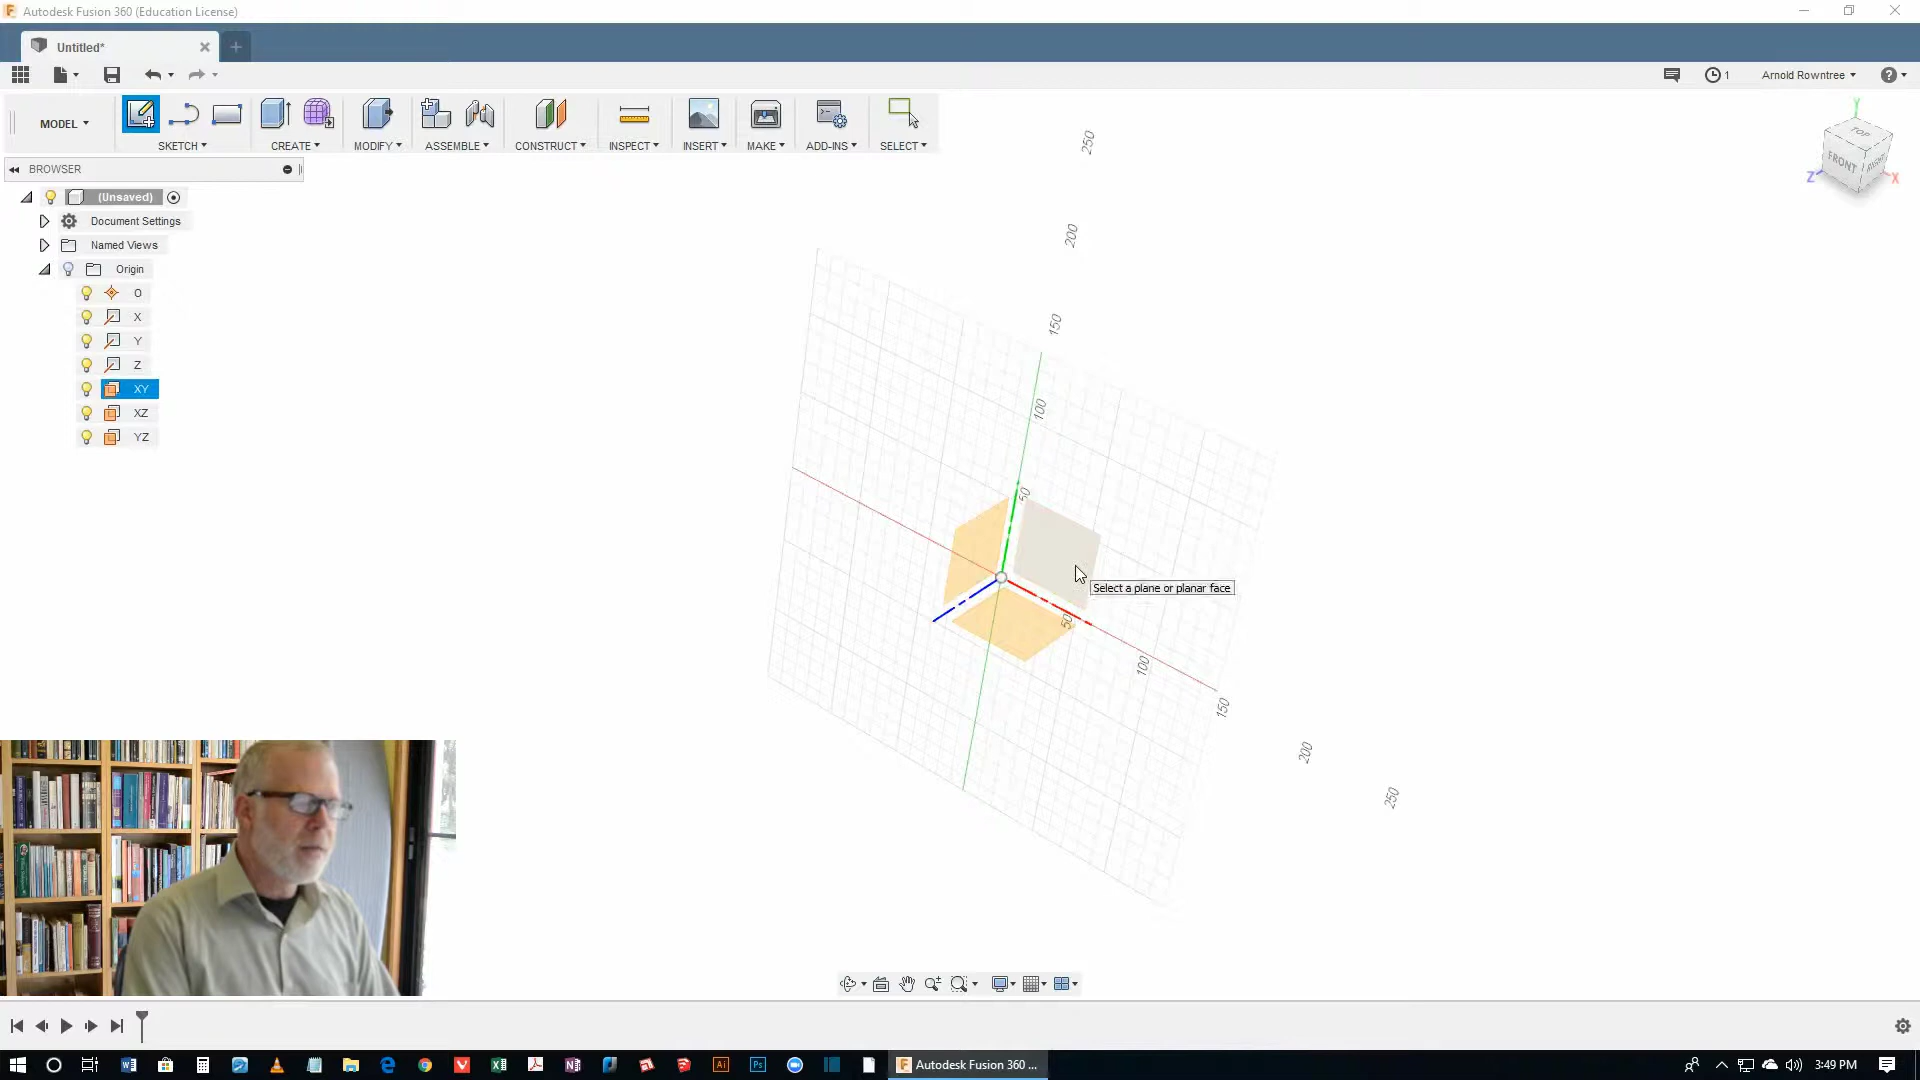 Autodesk Fusion 360 (Education License)
Untitled*
1
Arnold Rowntree
MODEL
SKETCH
CREATE
MODIFY
ASSEMBLE
CONSTRUCT
INSPECT
INSERT
MAKE
ADD-INS
SELECT
BROWSER
(Unsaved)
Document Settings
Named Views
Origin
O
X
Y
Z
XY
XZ
YZ
Y
TOP
FRONT
RIGHT
Z
X
250
200
150
100
50
Select a plane or planar face
50
100
150
200
250
Autodesk Fusion 360 ...
3:49 PM